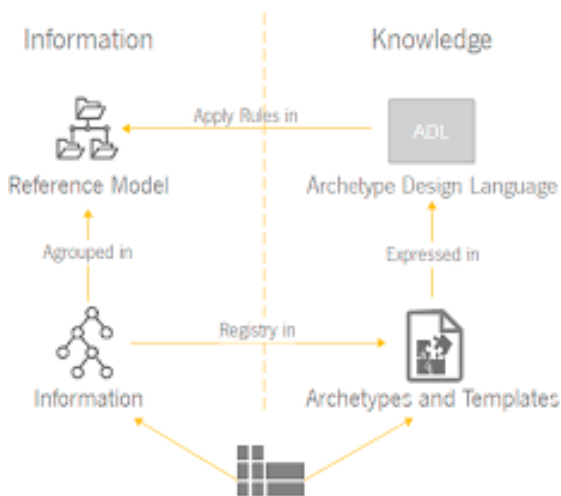 Information
Knowledge
Apply Rules in
ADL
Reference Model
Archetype Design Language
Agrouped in
Expressed in
Registry in
Information
Archetypes and Templates